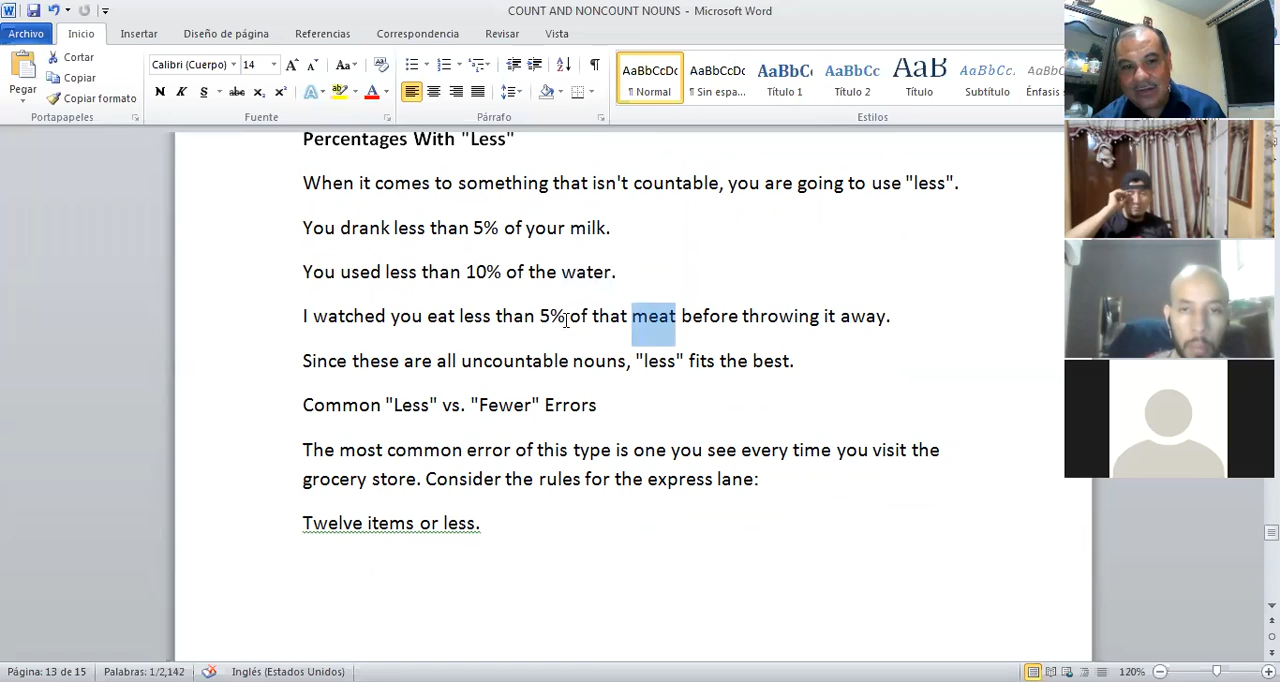 COUNT AND NONCOUNT NOUNS - Microsoft Word
Archivo Inicio Insertar Diseño de página Referencias Correspondencia Revisar Vista
Pegar
Cortar
Copiar
Copiar formato
Portapapeles
Calibri (Cuerpo) 14
Fuente
Párrafo
AaBbCcDc
¶ Normal
AaBbCcDc
¶ Sin espa...
AaBbC
Título 1
AaBbCc
Título 2
AaB
Título
AaBbCc.
Subtítulo
Énfasis
Estilos
Percentages With "Less"
When it comes to something that isn't countable, you are going to use "less".
You drank less than 5% of your milk.
You used less than 10% of the water.
I watched you eat less than 5% of that meat before throwing it away.
Since these are all uncountable nouns, "less" fits the best.
Common "Less" vs. "Fewer" Errors
The most common error of this type is one you see every time you visit the
grocery store. Consider the rules for the express lane:
Twelve items or less.
Página: 13 de 15 Palabras: 1/2,142 Inglés (Estados Unidos) 120%